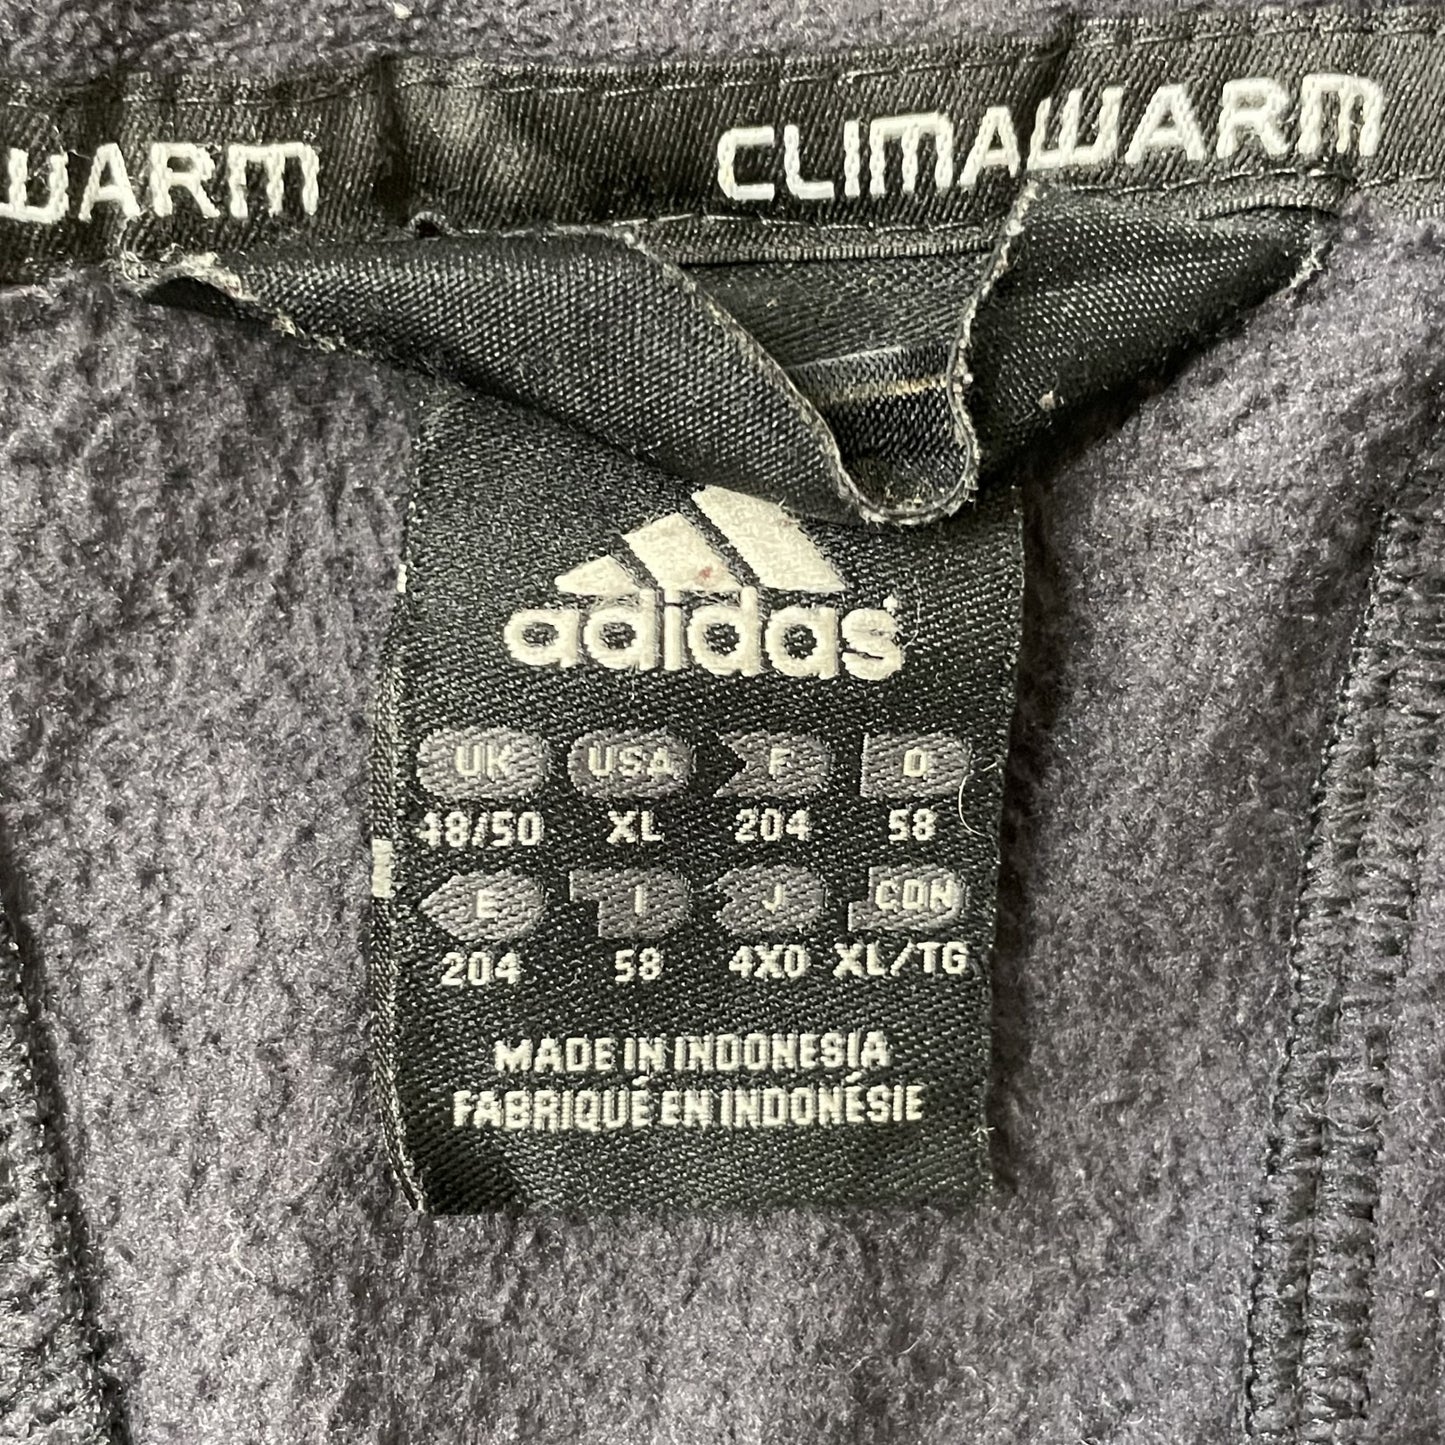 WARM CLIMAWARM
adidas
UK USA F D
48/50 XL 204 58
E I J CDN
204 58 4XO XL/TG
MADE IN INDONESIA
FABRIQUÉ EN INDONÉSIE